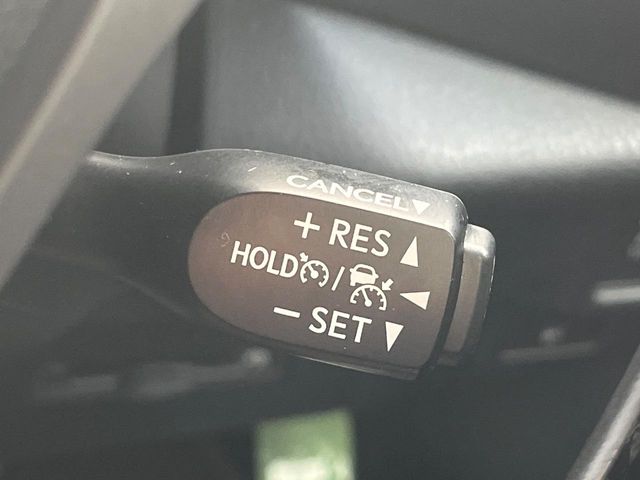 CANCEL▼
+ RES ▲
HOLD / ◀
− SET ▼